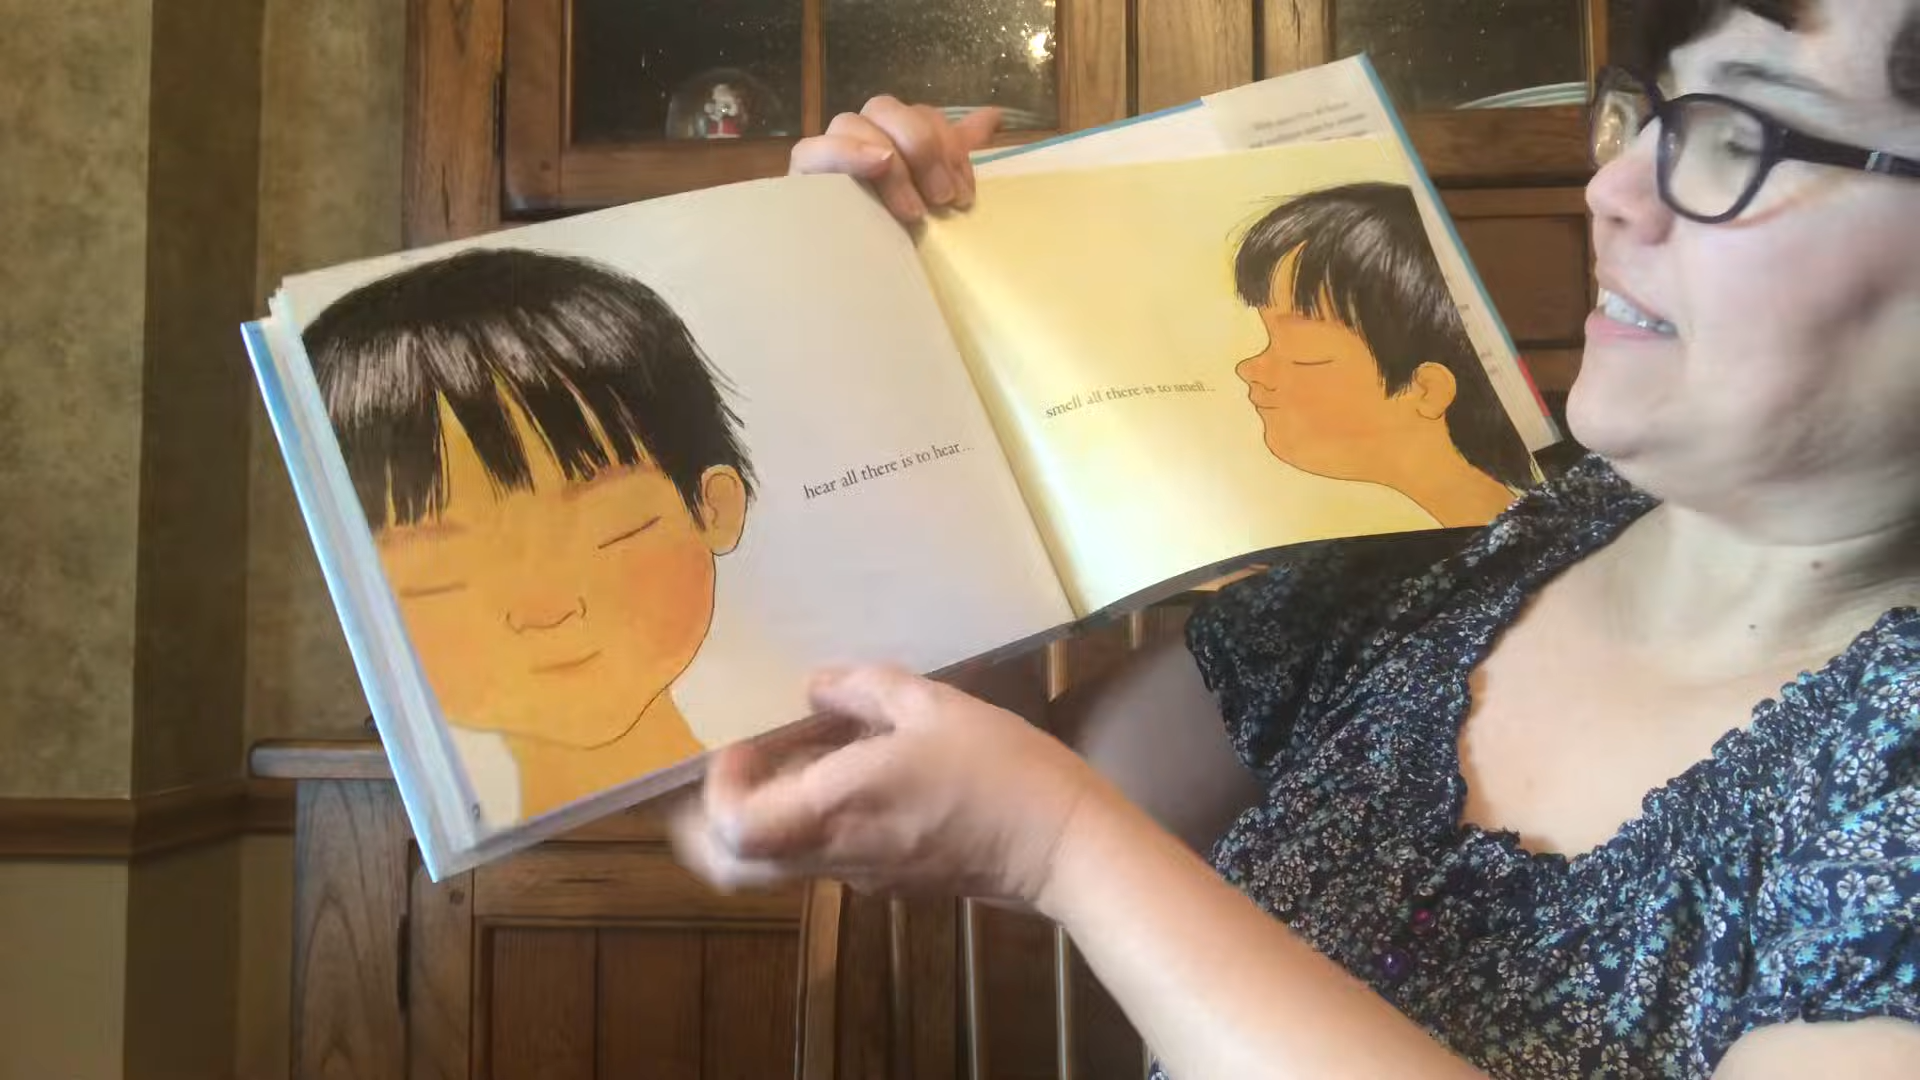 hear all there is to hear...
smell all there is to smell...